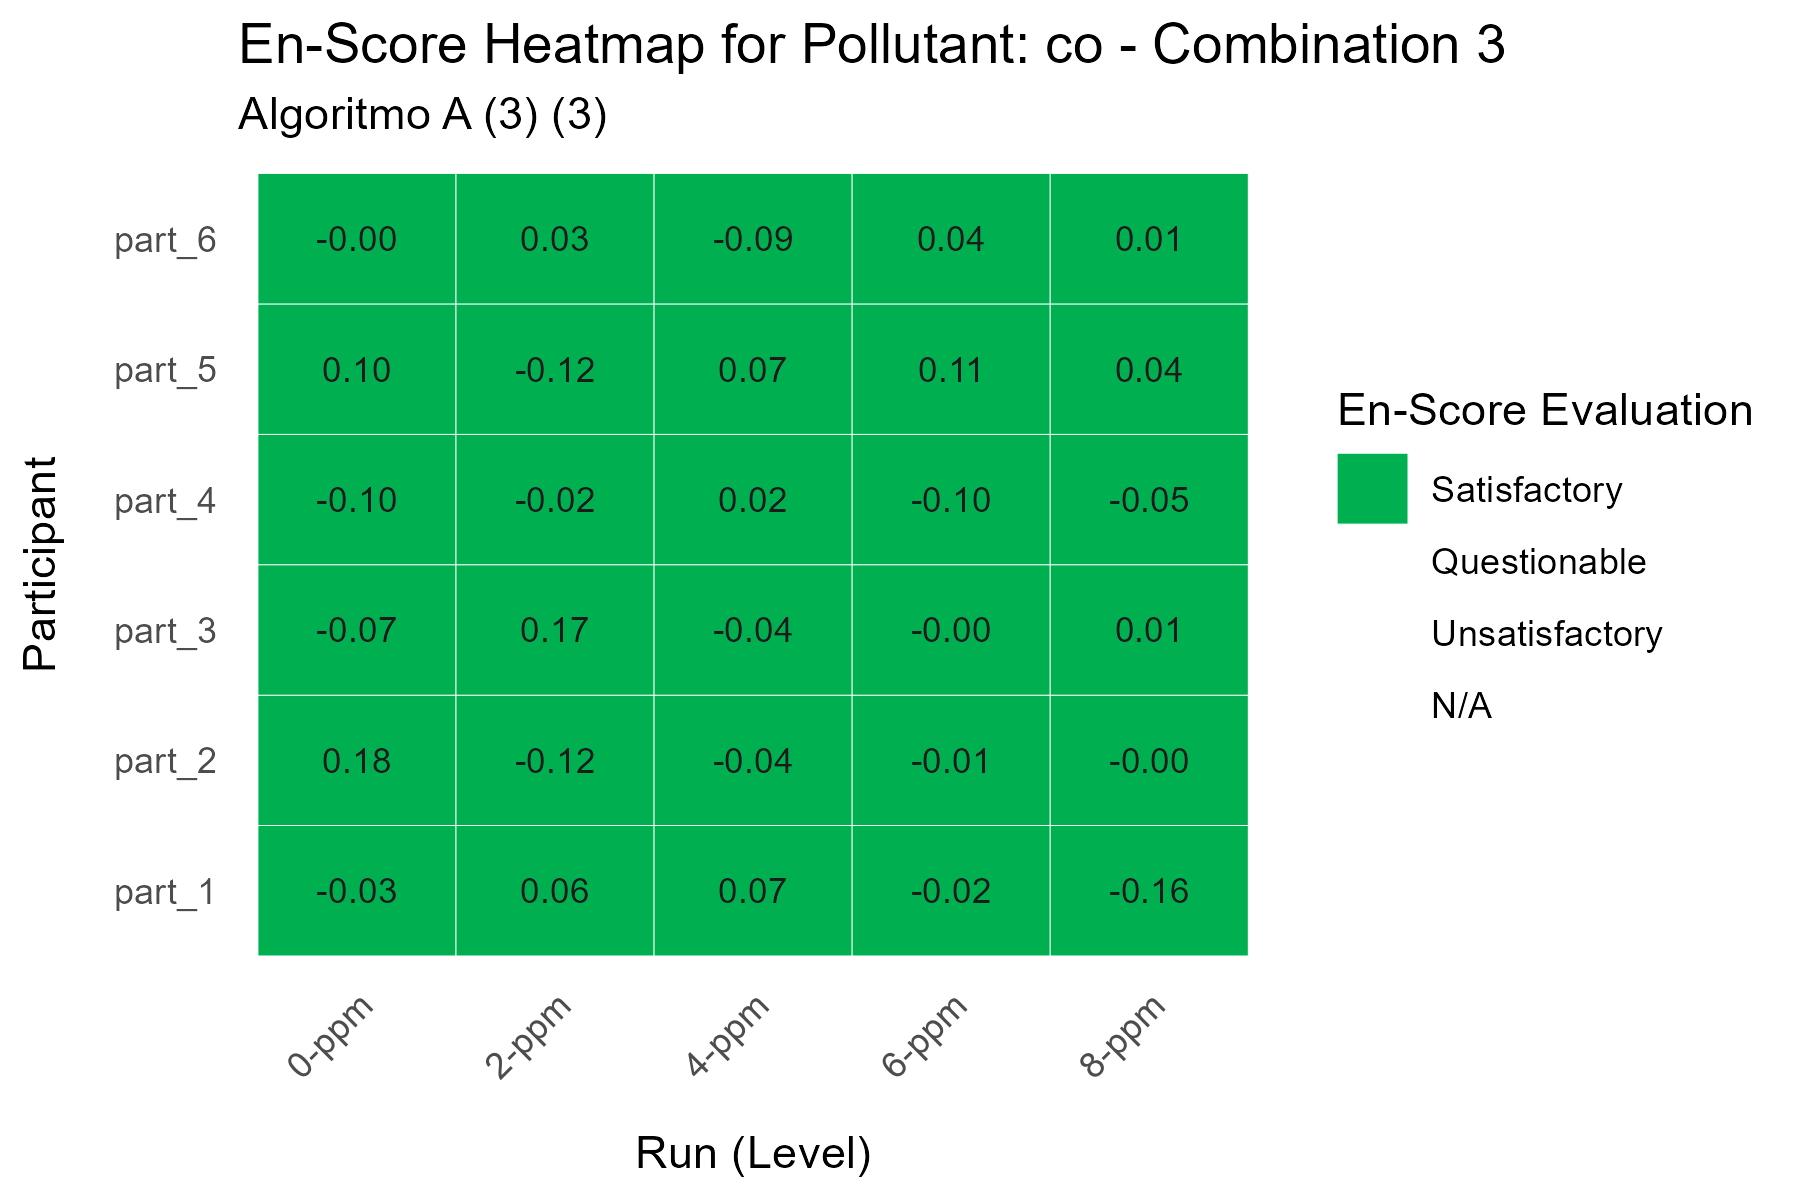 En-Score Heatmap for Pollutant: co - Combination 3
Algoritmo A (3) (3)
part_6 -0.00 0.03 -0.09 0.04 0.01
part_5 0.10 -0.12 0.07 0.11 0.04
part_4 -0.10 -0.02 0.02 -0.10 -0.05
part_3 -0.07 0.17 -0.04 -0.00 0.01
part_2 0.18 -0.12 -0.04 -0.01 -0.00
part_1 -0.03 0.06 0.07 -0.02 -0.16
0-ppm 2-ppm 4-ppm 6-ppm 8-ppm
Run (Level)
Participant
En-Score Evaluation
Satisfactory
Questionable
Unsatisfactory
N/A